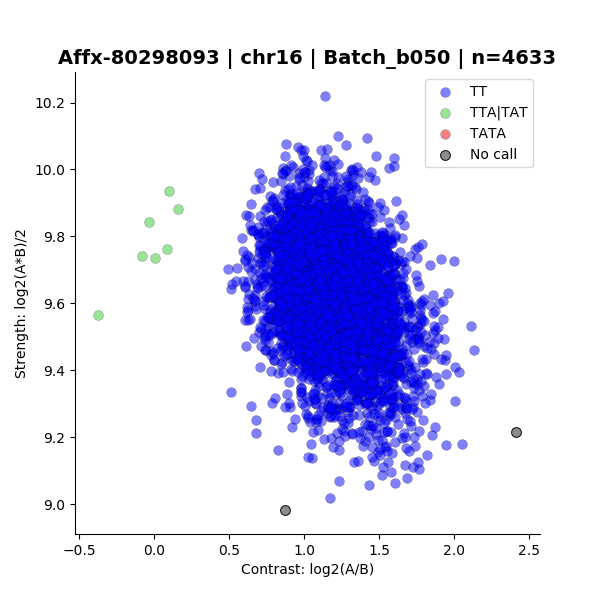 Affx-80298093 | chr16 | Batch_b050 | n=4633
TT
TTA|TAT
TATA
No call
Strength: log2(A*B)/2
10.2
10.0
9.8
9.6
9.4
9.2
9.0
−0.5 0.0 0.5 1.0 1.5 2.0 2.5
Contrast: log2(A/B)